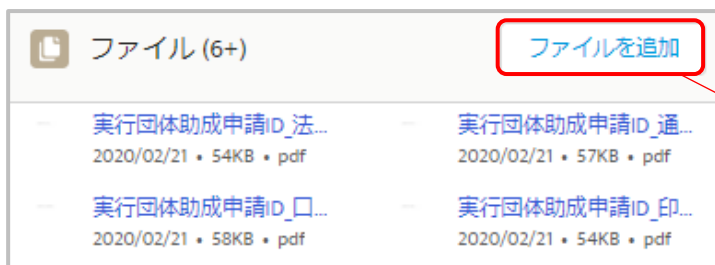 ファイル (6+)
ファイルを追加
実行団体助成申請ID_法...
2020/02/21 • 54KB • pdf
実行団体助成申請ID_通...
2020/02/21 • 57KB • pdf
実行団体助成申請ID_口...
2020/02/21 • 58KB • pdf
実行団体助成申請ID_印...
2020/02/21 • 54KB • pdf